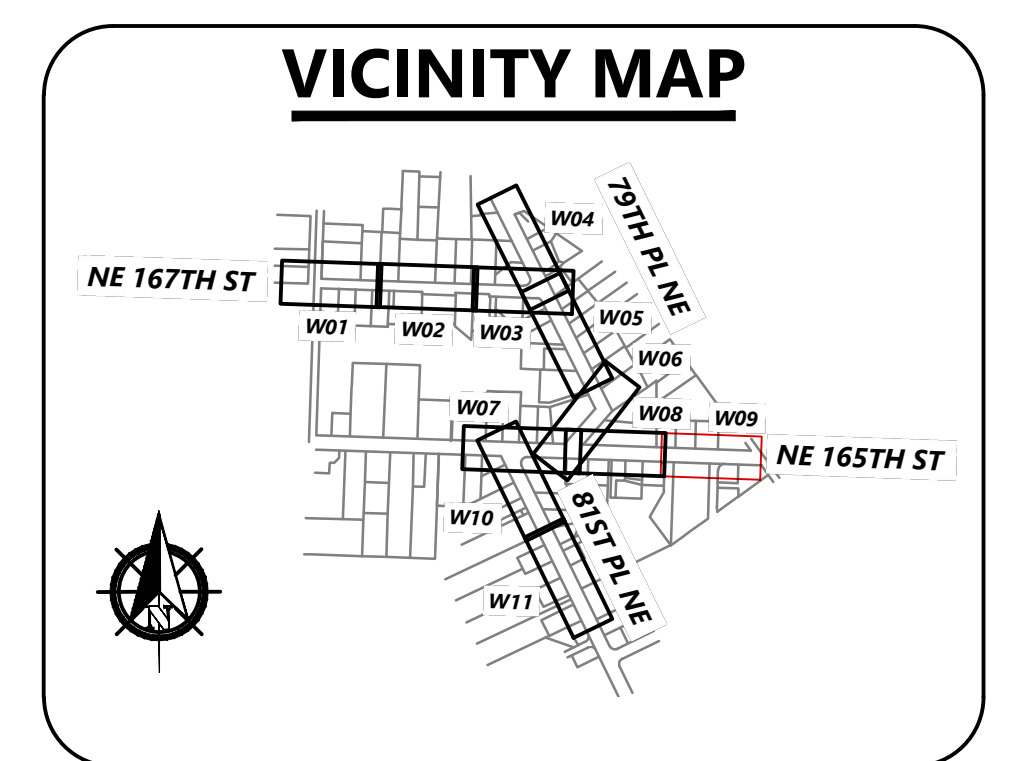 VICINITY MAP
79TH PL NE
W04
NE 167TH ST
W01
W02
W03
W05
W06
W07
W08
W09
NE 165TH ST
W10
81ST PL NE
W11
N